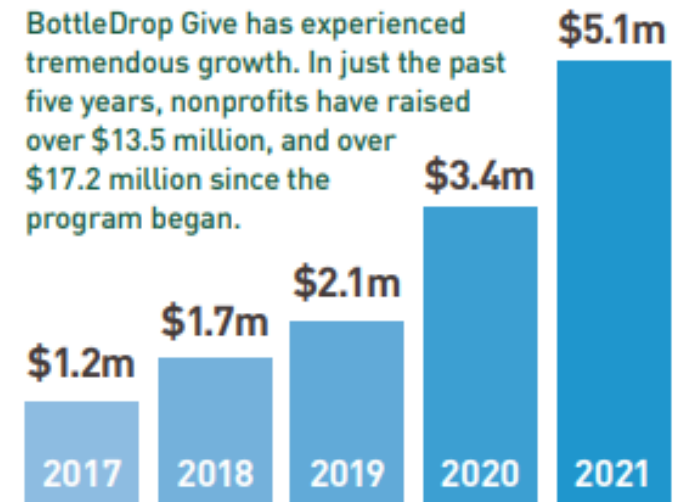 BottleDrop Give has experienced
tremendous growth. In just the past
five years, nonprofits have raised
over $13.5 million, and over
$17.2 million since the
program began.
$5.1m
$3.4m
$2.1m
$1.7m
$1.2m
2017 2018 2019 2020 2021